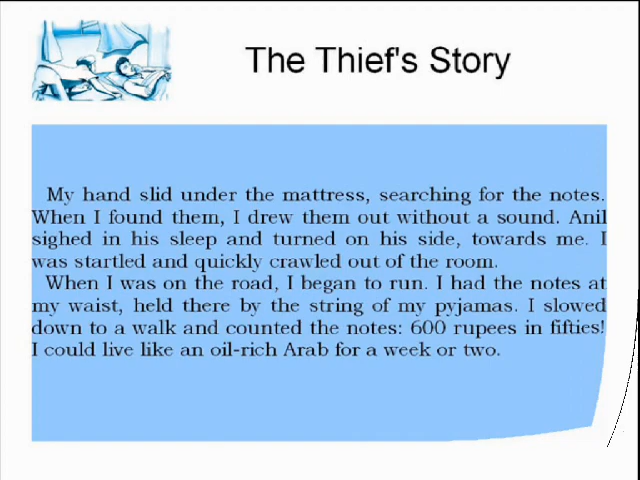 The Thief's Story
My hand slid under the mattress, searching for the notes.
When I found them, I drew them out without a sound. Anil
sighed in his sleep and turned on his side, towards me. I
was startled and quickly crawled out of the room.
When I was on the road, I began to run. I had the notes at
my waist, held there by the string of my pyjamas. I slowed
down to a walk and counted the notes: 600 rupees in fifties!
I could live like an oil-rich Arab for a week or two.